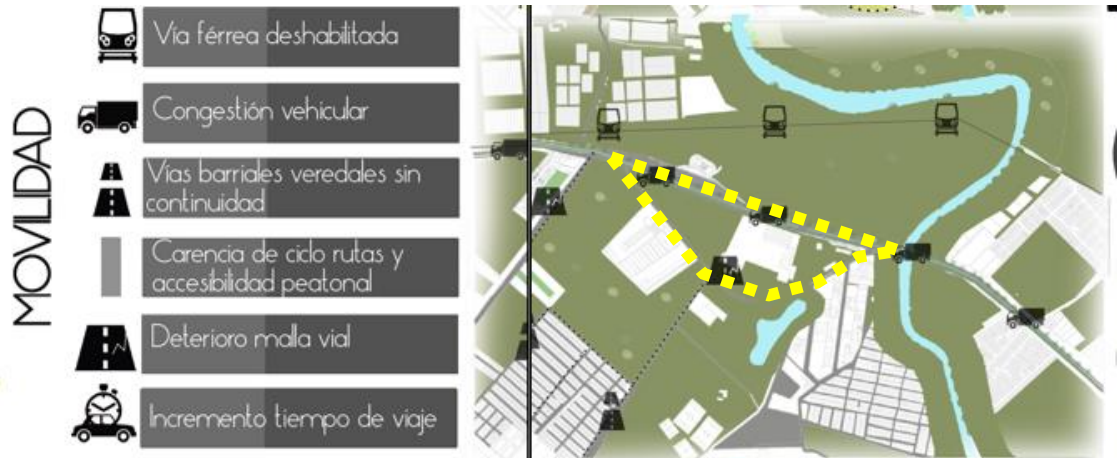 MOVILIDAD
Vía férrea deshabilitada
Congestión vehicular
Vías barriales veredales sin
continuidad
Carencia de ciclo rutas y
accesibilidad peatonal
Deterioro malla vial
Incremento tiempo de viaje